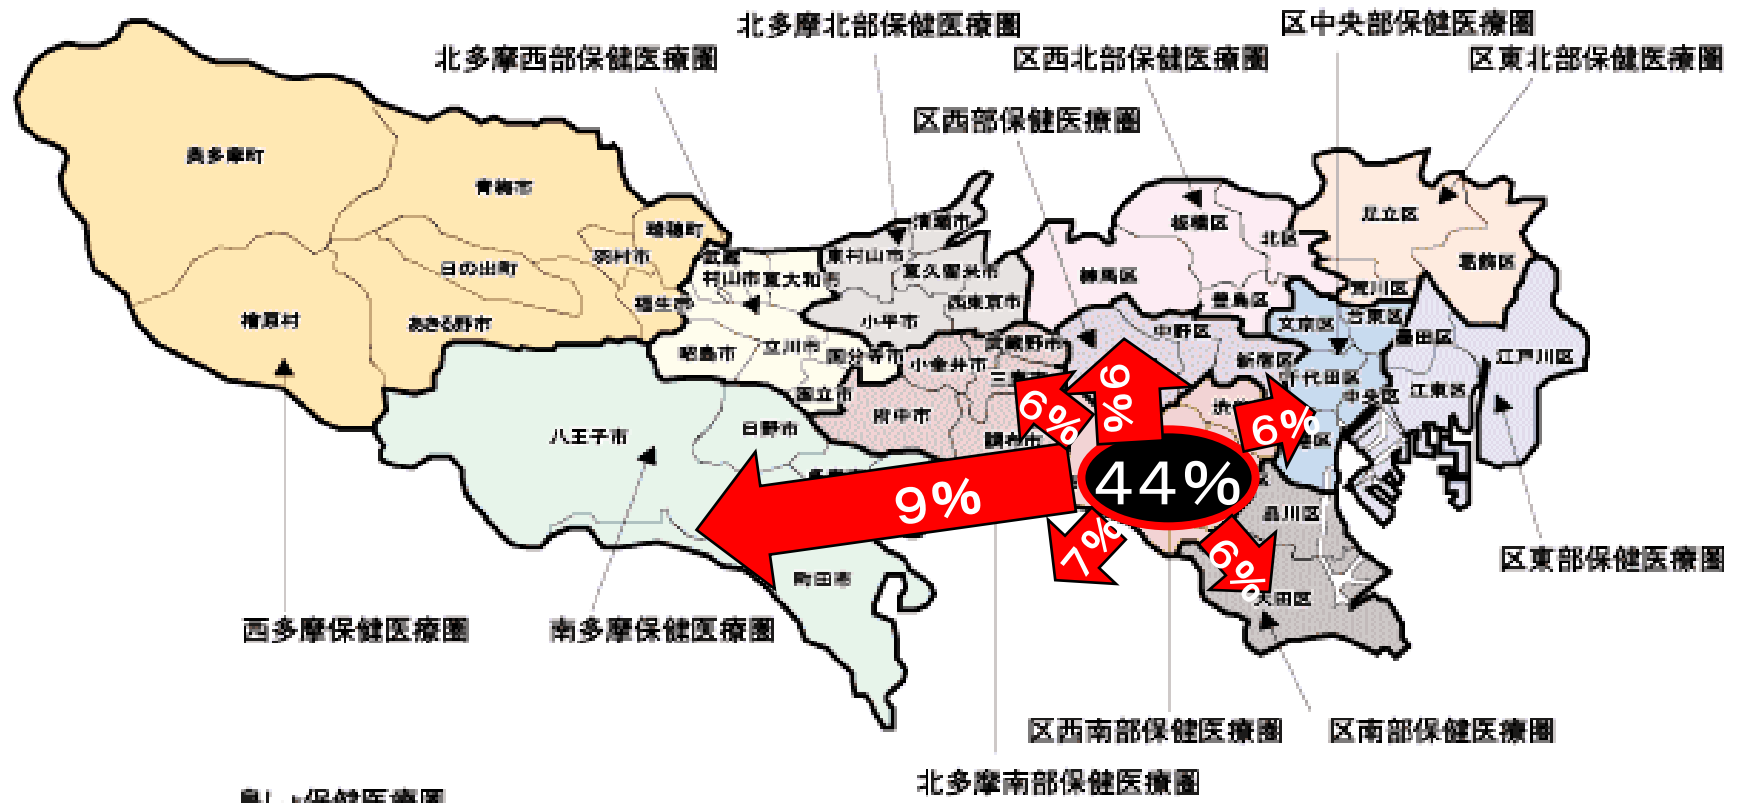 北多摩北部保健医療圏
区中央部保健医療圏
北多摩西部保健医療圏
区西北部保健医療圏
区東北部保健医療圏
区西部保健医療圏
奥多摩町
青梅市
瑞穂町
羽村市
日の出町
福生市
檜原村
あきる野市
武蔵
村山市
東大和市
東村山市
清瀬市
東久留米市
西東京市
小平市
昭島市
立川市
国分寺市
国立市
小金井市
武蔵野市
府中市
調布市
八王子市
日野市
町田市
板橋区
北区
足立区
葛飾区
練馬区
豊島区
荒川区
中野区
新宿区
文京区
台東区
墨田区
江戸川区
千代田区
中央区
江東区
品川区
大田区
6%
9%
6%
44%
9%
7%
6%
区東部保健医療圏
西多摩保健医療圏
南多摩保健医療圏
区西南部保健医療圏
区南部保健医療圏
北多摩南部保健医療圏